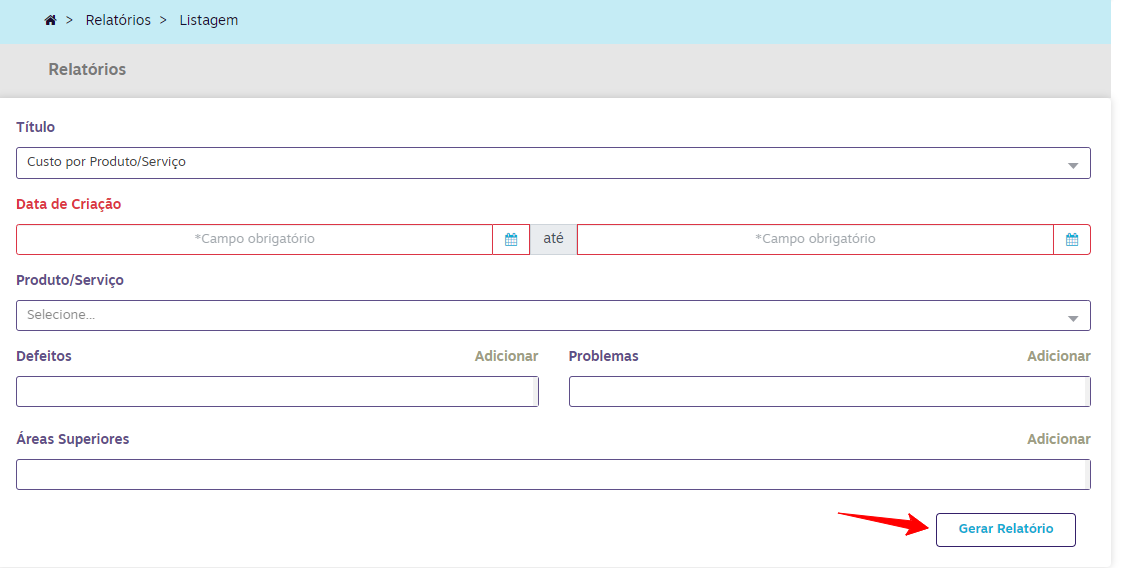 > Relatórios > Listagem
Relatórios
Título
Custo por Produto/Serviço
Data de Criação
*Campo obrigatório até *Campo obrigatório
Produto/Serviço
Selecione...
Defeitos Adicionar Problemas Adicionar
Áreas Superiores Adicionar
Gerar Relatório